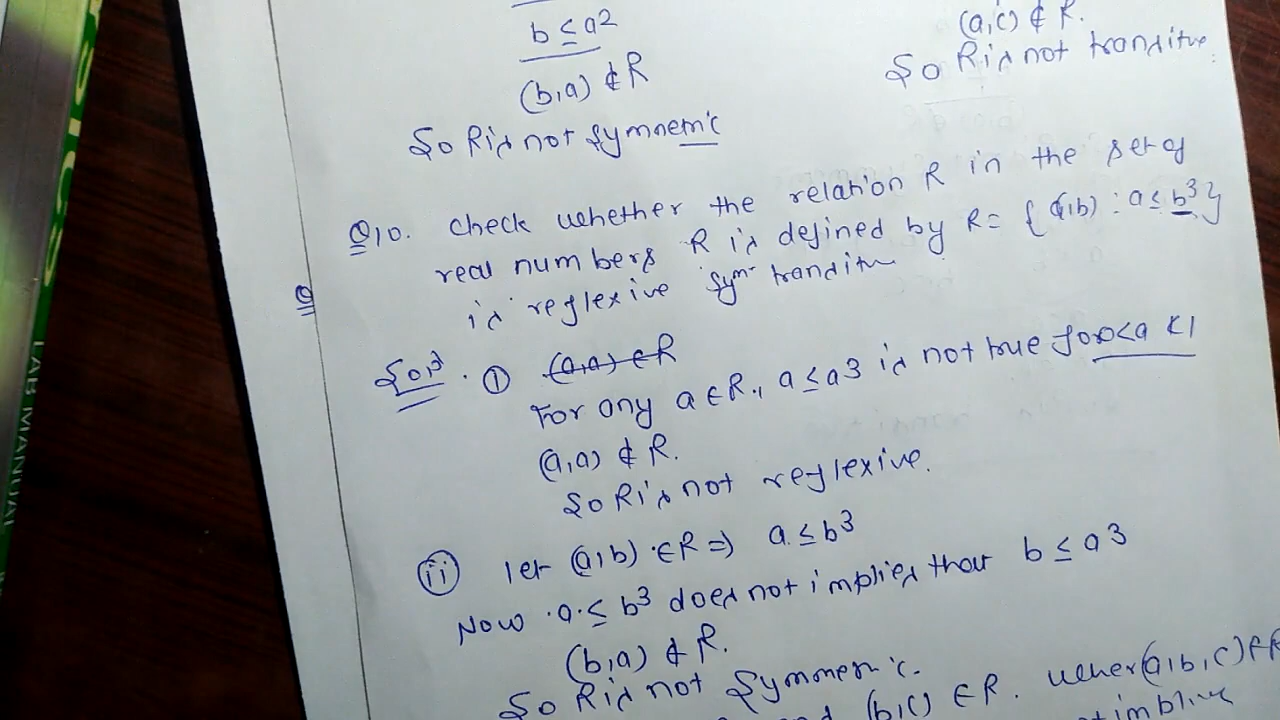 b ≤ a²
(b,a) ∉ R
So R is not symmetric
(a,c) ∉ R.
So R is not transitive
Q10. Check whether the relation R in the set of
real numbers R is defined by R = { (a,b) : a ≤ b³ }
is reflexive sym transitive
Sol. ① (a,a) ∈ R
For any a ∈ R, a ≤ a3 is not true for 0<a<1
(a,a) ∉ R.
So R is not reflexive.
(ii) let (a,b) ∈ R ⇒ a ≤ b3
Now a ≤ b3 does not implies that b ≤ a3
(b,a) ∉ R.
So R is not symmetric.
(b,c) ∈ R. where (a,b,c) ∈ R
LAB MANUAL